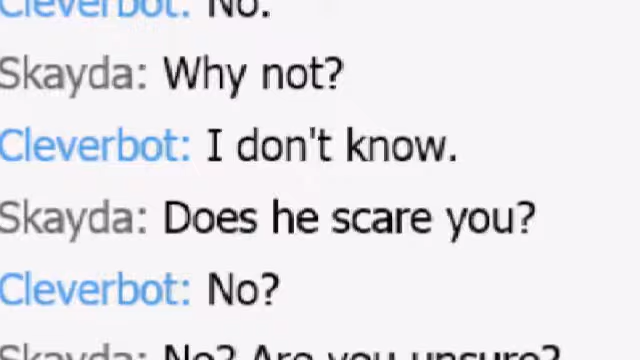 Cleverbot: No.
Skayda: Why not?
Cleverbot: I don't know.
Skayda: Does he scare you?
Cleverbot: No?
Skayda: No? Are you unsure?